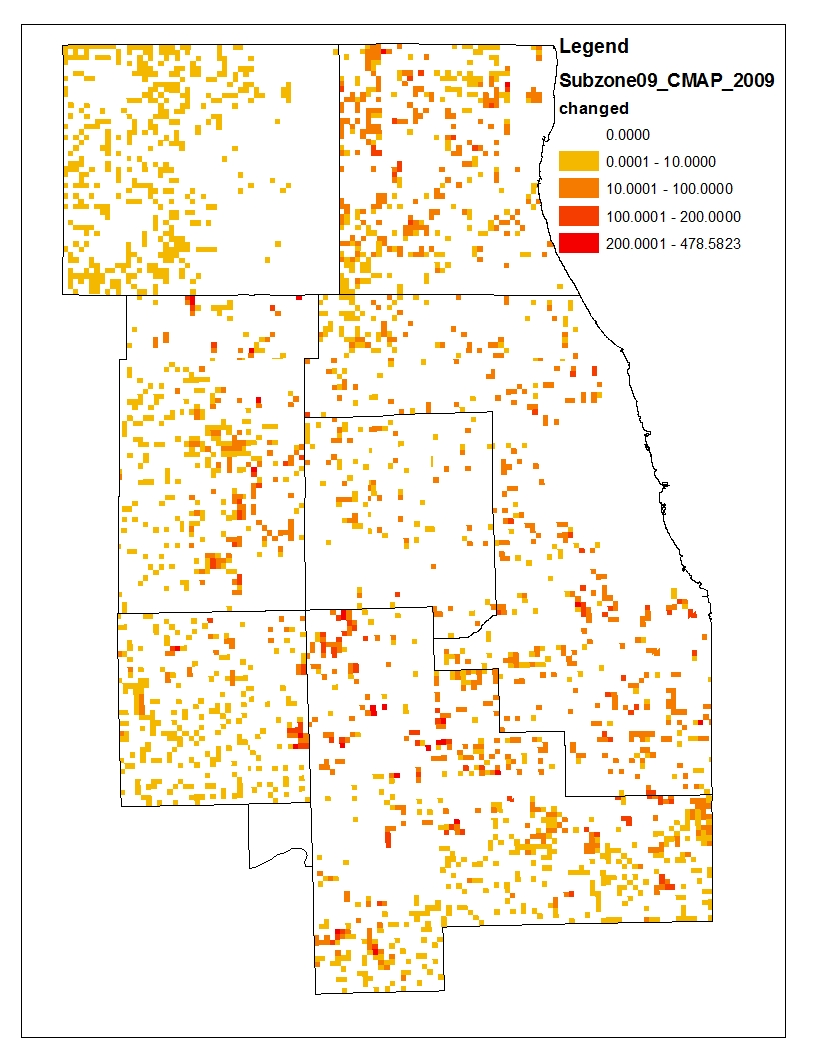 Legend
Subzone09_CMAP_2009
changed
0.0000
0.0001 - 10.0000
10.0001 - 100.0000
100.0001 - 200.0000
200.0001 - 478.5823